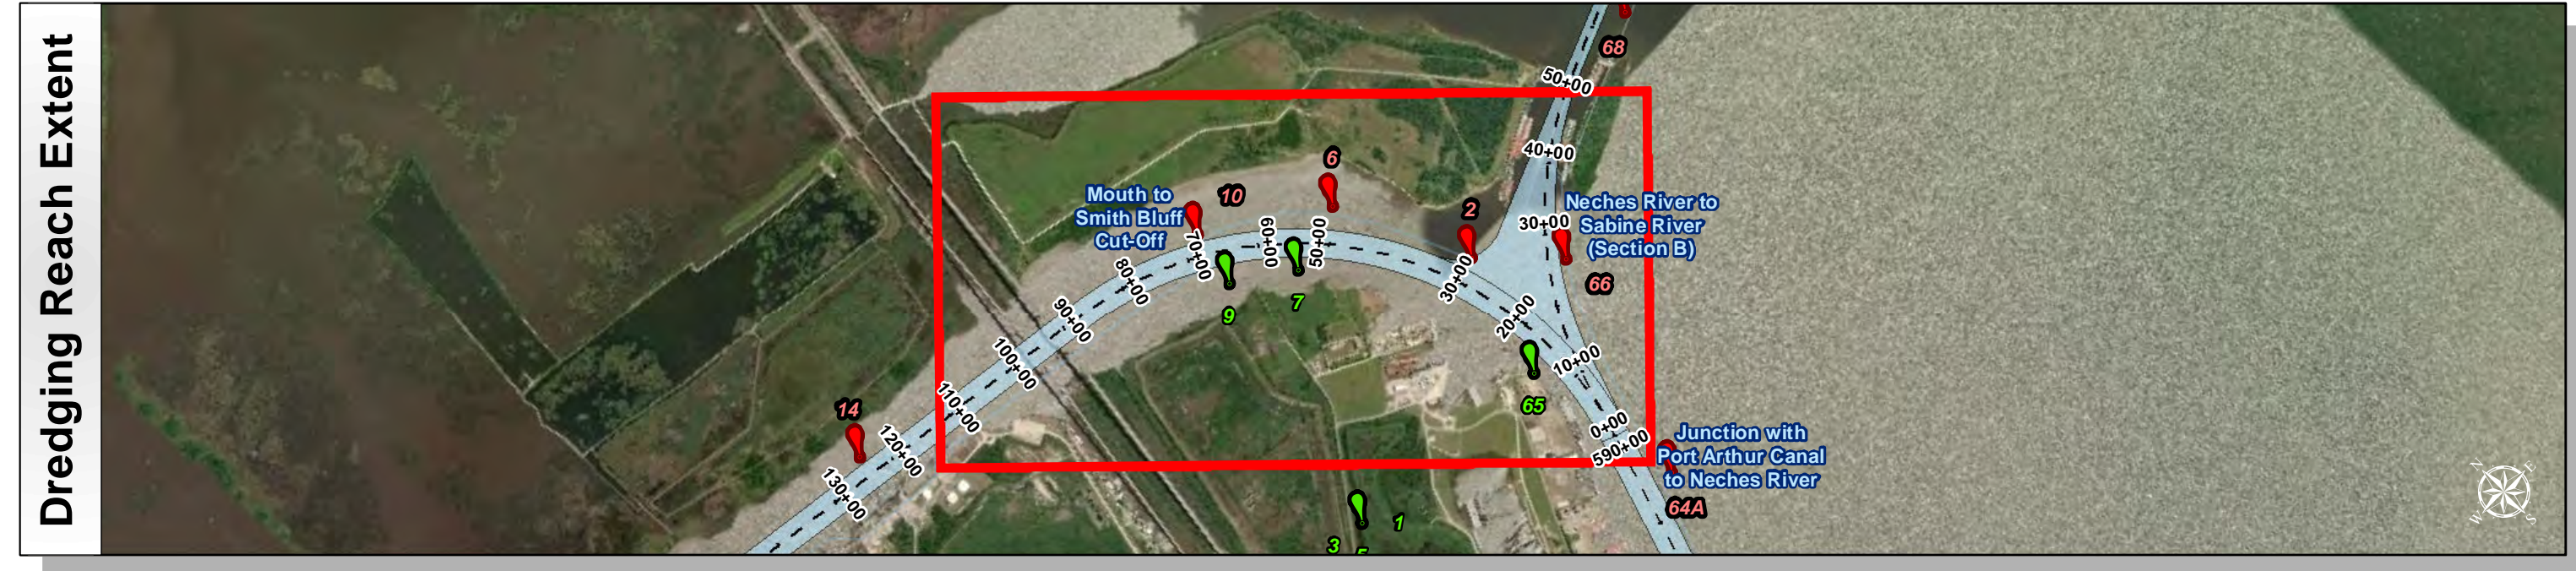 Dredging Reach Extent
68
50+00
40+00
6
Mouth to
Smith Bluff
Cut-Off
10
2
30+00
Neches River to
Sabine River
(Section B)
66
70+00
60+00
50+00
30+00
80+00
9
7
20+00
90+00
10+00
100+00
65
110+00
14
120+00
130+00
0+00
590+00
Junction with
Port Arthur Canal
to Neches River
64A
1
3
5
N
E
W
S